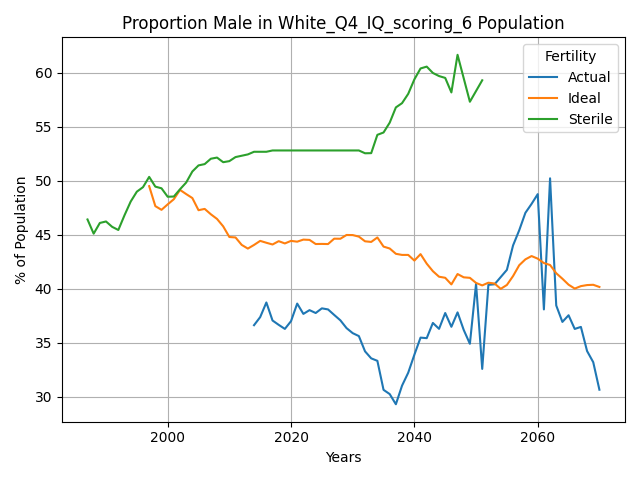 Proportion Male in White_Q4_IQ_scoring_6 Population
Fertility
Actual
Ideal
Sterile
% of Population
60
55
50
45
40
35
30
2000
2020
2040
2060
Years